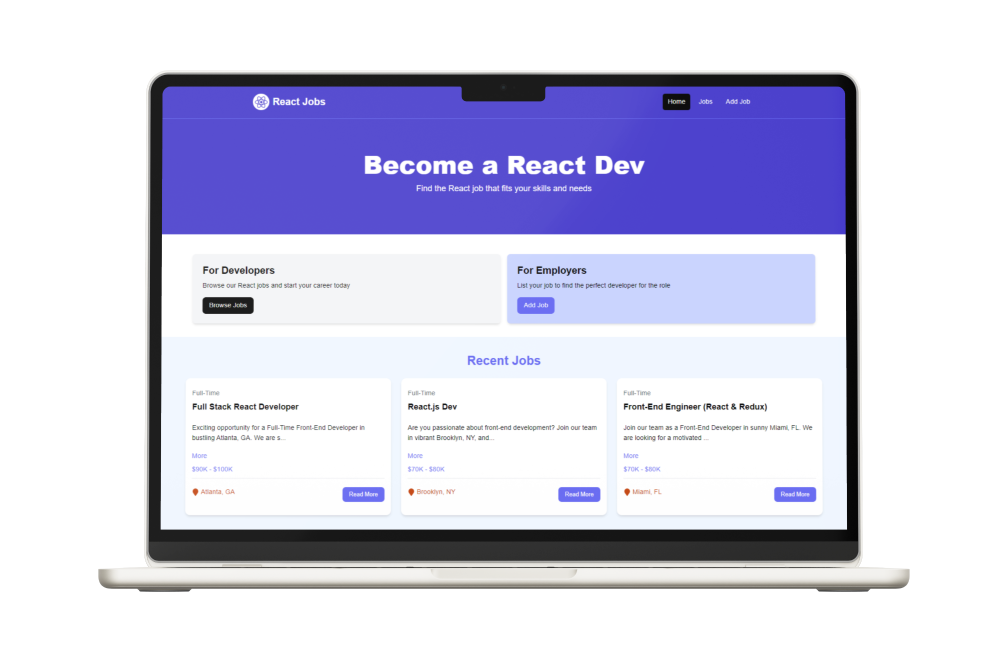 React Jobs
Home Jobs Add Job
Become a React Dev
Find the React job that fits your skills and needs
For Developers
Browse our React jobs and start your career today
Browse Jobs
For Employers
List your job to find the perfect developer for the role
Add Job
Recent Jobs
Full-Time
Full Stack React Developer
Exciting opportunity for a Full-Time Front-End Developer in
bustling Atlanta, GA. We are s...
More
$90K - $100K
Atlanta, GA
Read More
Full-Time
React.js Dev
Are you passionate about front-end development? Join our team
in vibrant Brooklyn, NY, and...
More
$70K - $80K
Brooklyn, NY
Read More
Full-Time
Front-End Engineer (React & Redux)
Join our team as a Front-End Developer in sunny Miami, FL. We
are looking for a motivated ...
More
$70K - $80K
Miami, FL
Read More